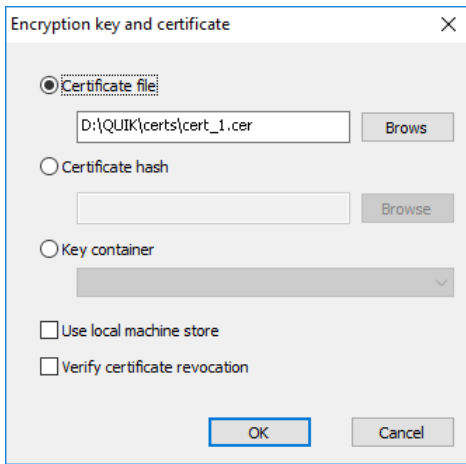 Encryption key and certificate
Certificate file
D:\QUIK\certs\cert_1.cer
Brows
Certificate hash
Browse
Key container
Use local machine store
Verify certificate revocation
OK
Cancel